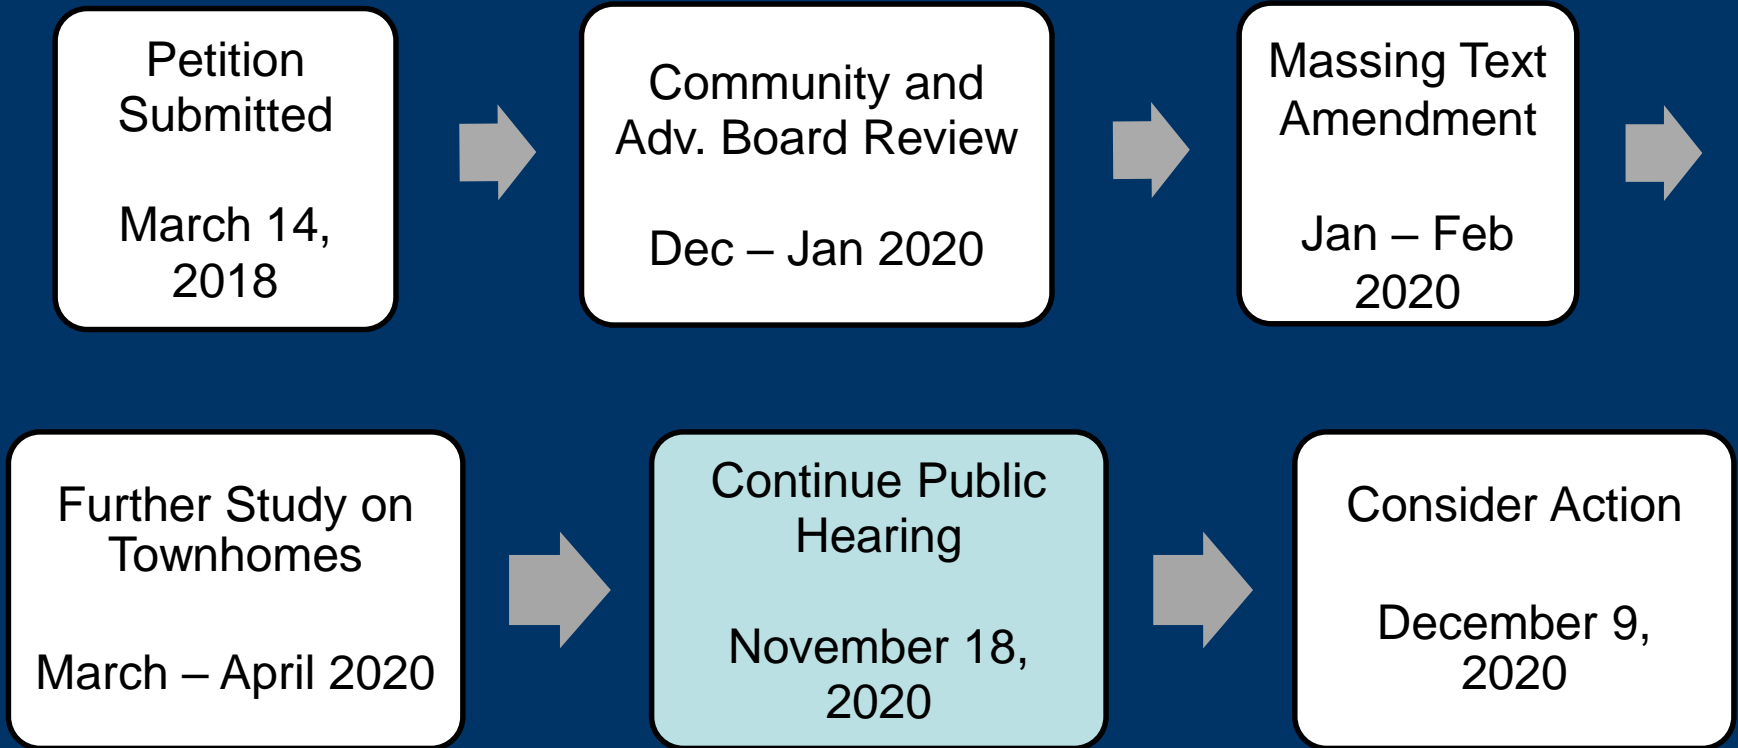 Petition
Submitted
March 14,
2018
Community and
Adv. Board Review
Dec – Jan 2020
Massing Text
Amendment
Jan – Feb
2020
Further Study on
Townhomes
March – April 2020
Continue Public
Hearing
November 18,
2020
Consider Action
December 9,
2020